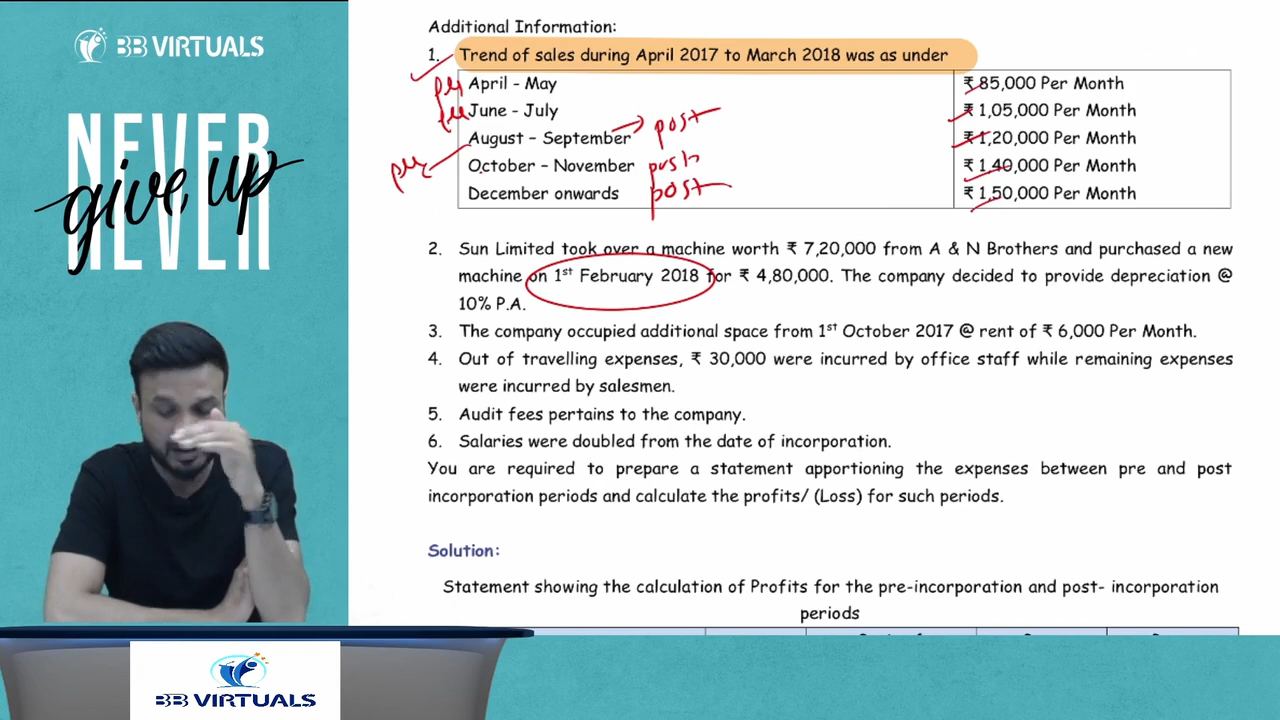 BB VIRTUALS
NEVER
give up
NEVER
Additional Information:
1. Trend of sales during April 2017 to March 2018 was as under
pre April - May ₹ 85,000 Per Month
pre June - July ₹ 1,05,000 Per Month
pre August – September → post ₹ 1,20,000 Per Month
October – November post ₹ 1,40,000 Per Month
December onwards post ₹ 1,50,000 Per Month
2. Sun Limited took over a machine worth ₹ 7,20,000 from A & N Brothers and purchased a new
machine on 1st February 2018 for ₹ 4,80,000. The company decided to provide depreciation @
10% P.A.
3. The company occupied additional space from 1st October 2017 @ rent of ₹ 6,000 Per Month.
4. Out of travelling expenses, ₹ 30,000 were incurred by office staff while remaining expenses
were incurred by salesmen.
5. Audit fees pertains to the company.
6. Salaries were doubled from the date of incorporation.
You are required to prepare a statement apportioning the expenses between pre and post
incorporation periods and calculate the profits/ (Loss) for such periods.
Solution:
Statement showing the calculation of Profits for the pre-incorporation and post- incorporation
periods
BB VIRTUALS